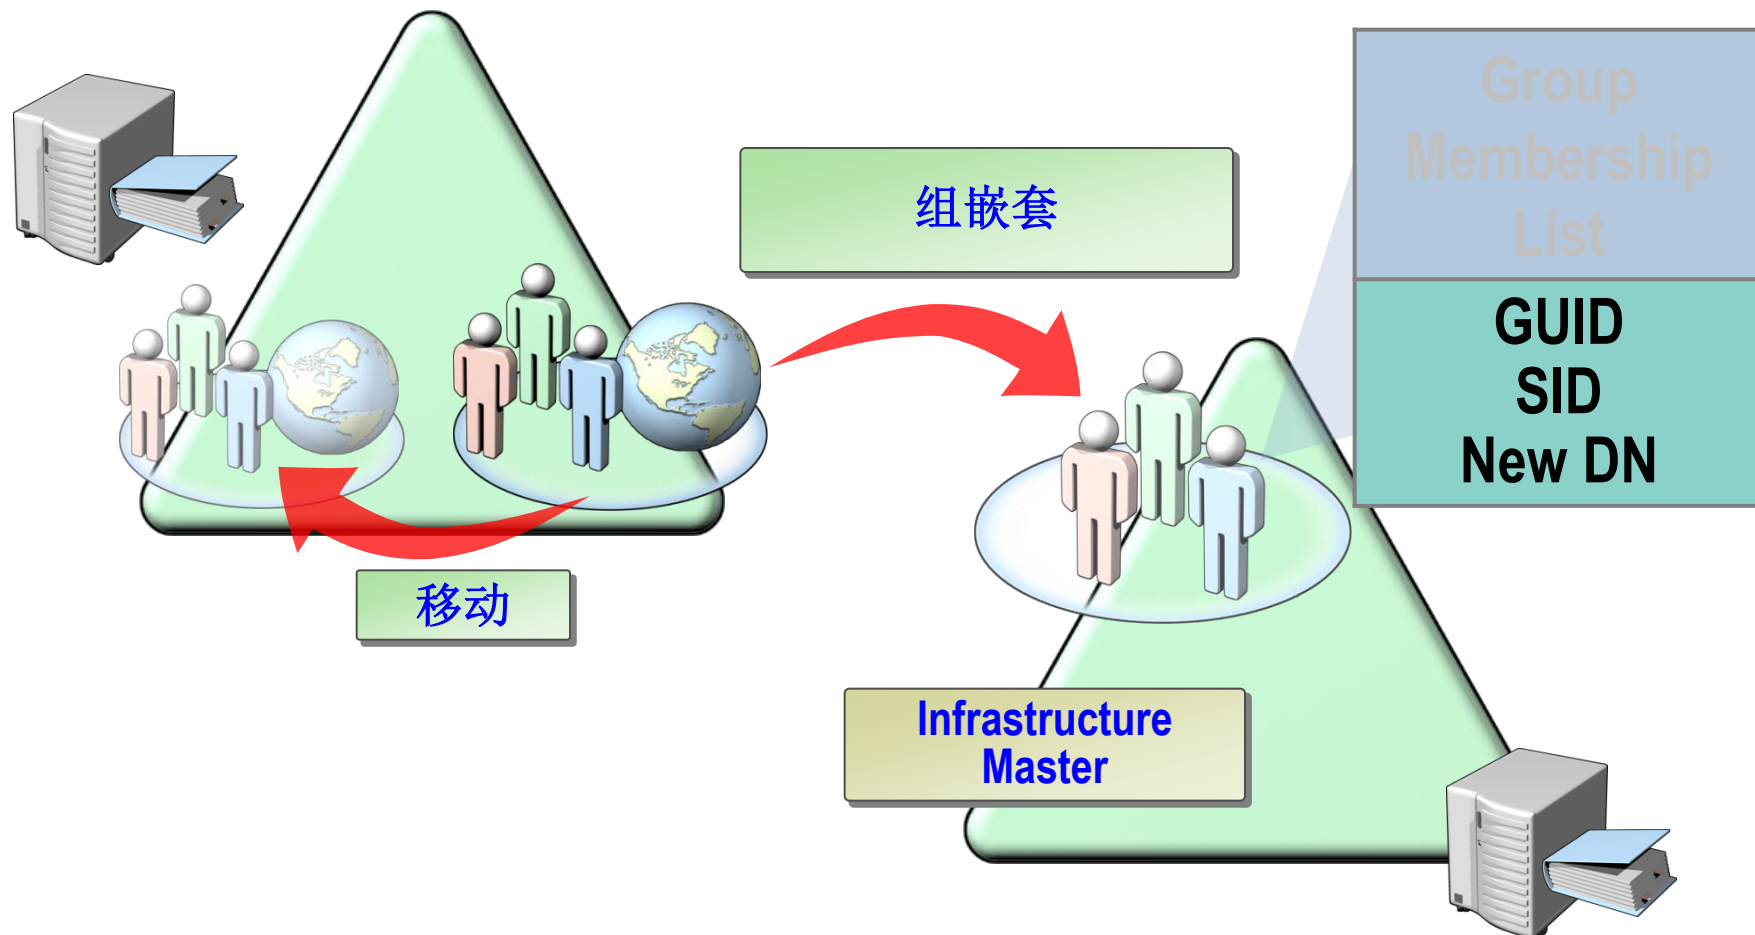 组嵌套
Group
Membership
List
GUID
SID
New DN
移动
Infrastructure
Master